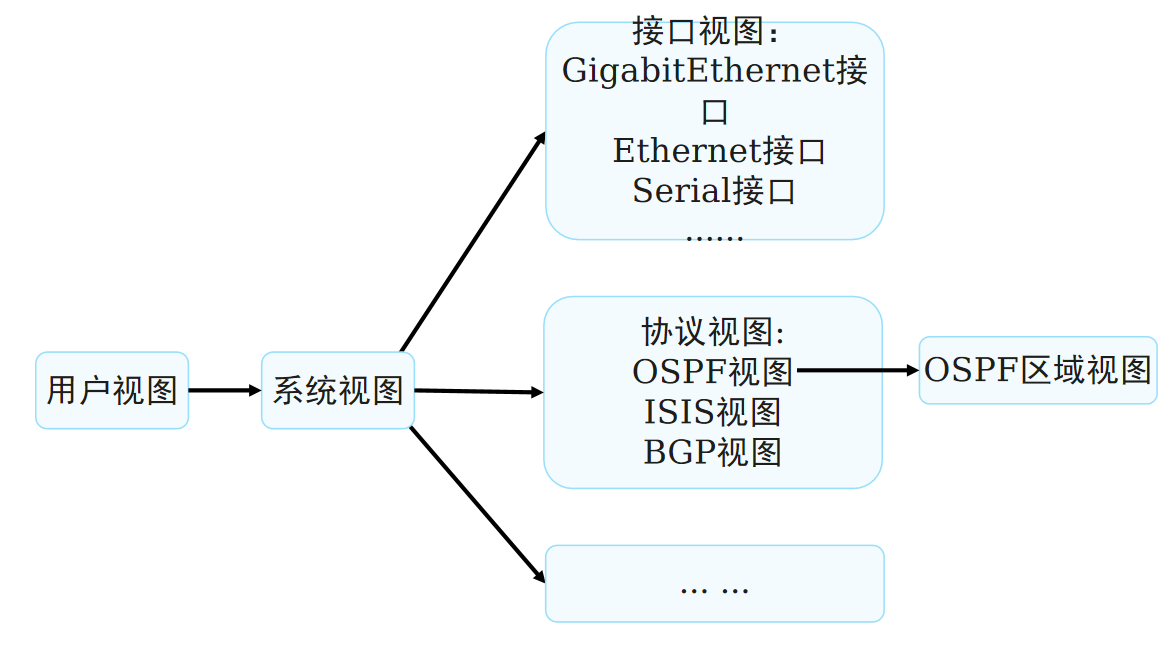 用户视图
系统视图
接口视图：
GigabitEthernet接
口
Ethernet接口
Serial接口
......
协议视图:
OSPF视图
ISIS视图
BGP视图
OSPF区域视图
... ...